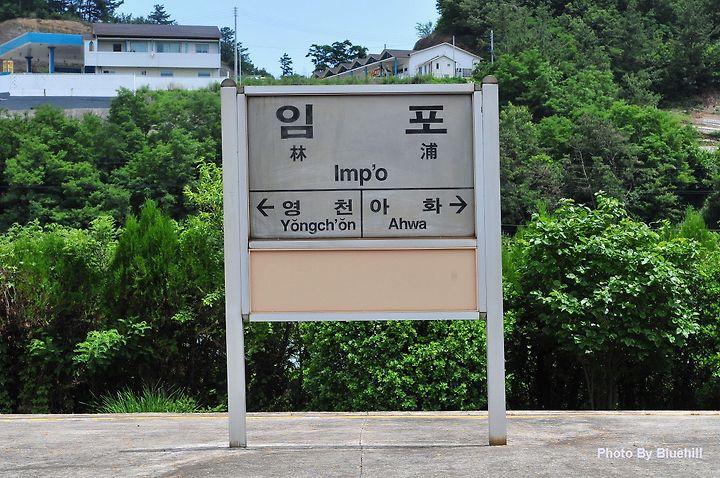 임 포
林 浦
Imp'o
← 영 천 아 화 →
Yŏngch'ŏn Ahwa
Photo By Bluehill